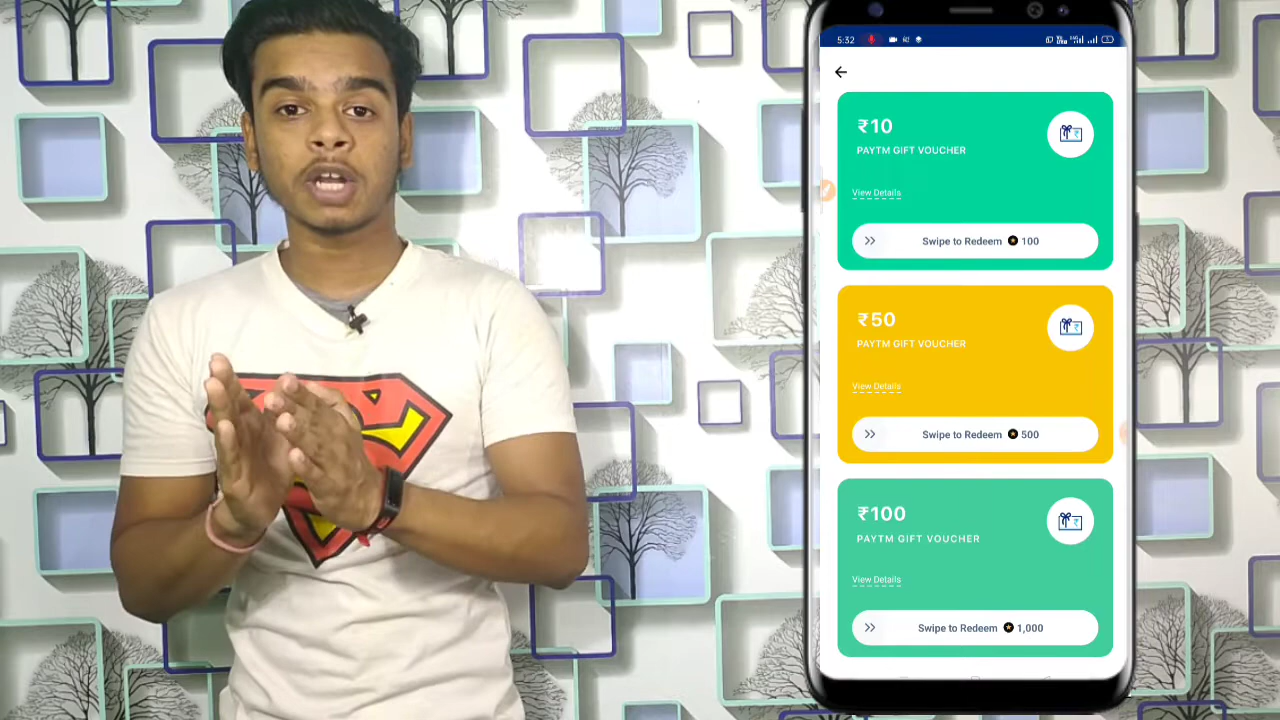 5:32
₹10
PAYTM GIFT VOUCHER
View Details
Swipe to Redeem 100
₹50
PAYTM GIFT VOUCHER
View Details
Swipe to Redeem 500
₹100
PAYTM GIFT VOUCHER
View Details
Swipe to Redeem 1,000